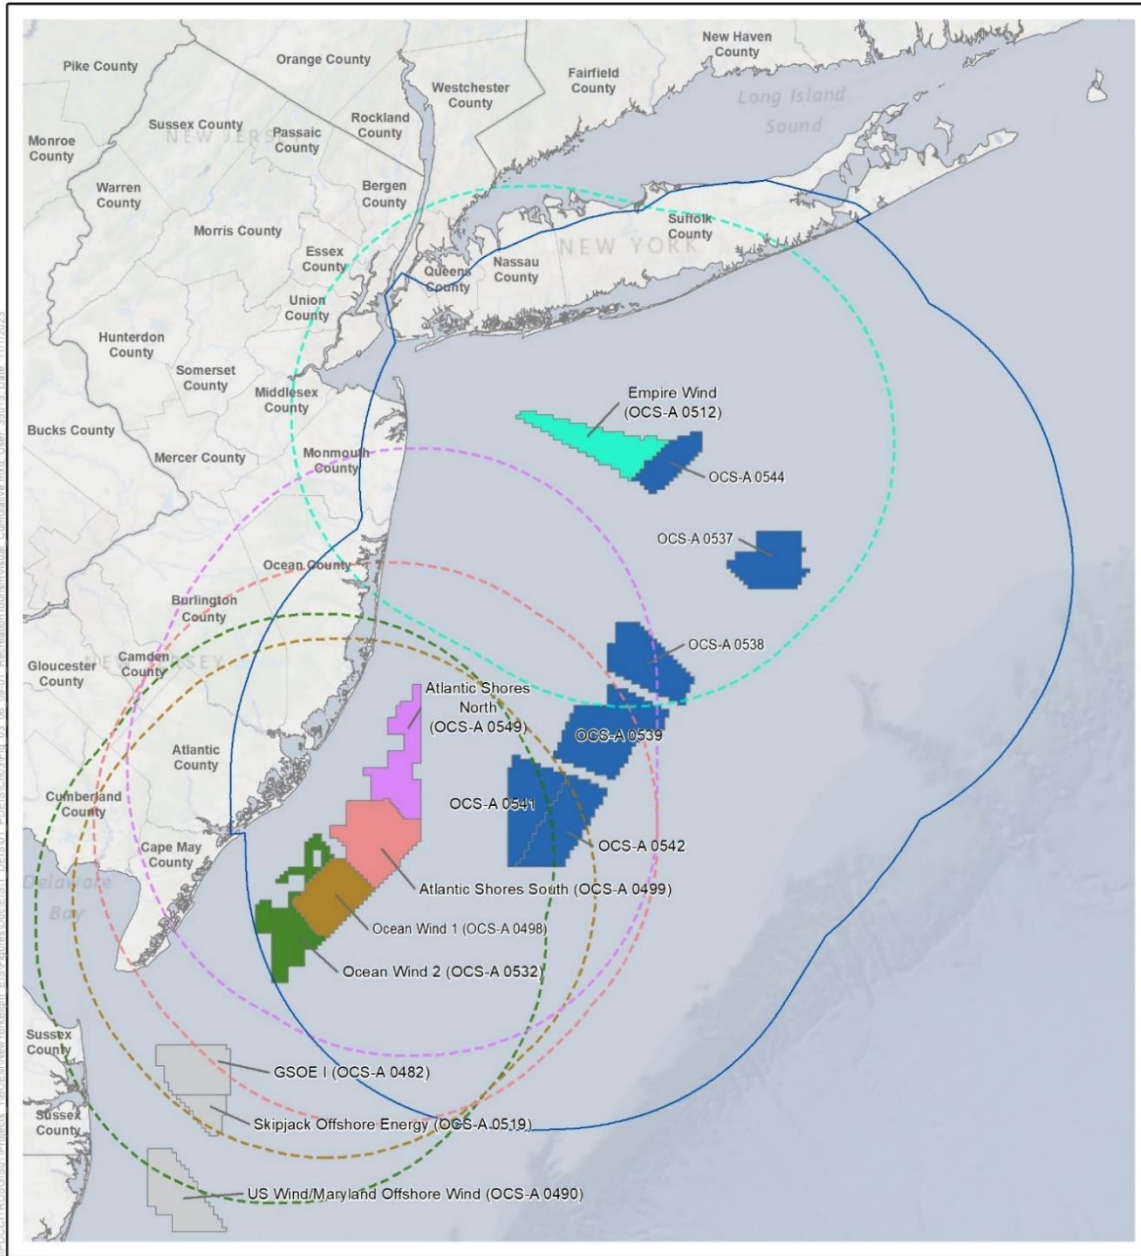 New Haven
County
Pike County
Orange County
Westchester
County
Fairfield
County
Long Island
Sound
Sussex County
NEW JERSEY
Passaic
County
Rockland
County
Monroe
County
Warren
County
Bergen
County
Morris County
Suffolk
County
NEW YORK
Essex
County
Queens
County
Nassau
County
Union
County
Hunterdon
County
Somerset
County
Middlesex
County
Empire Wind
(OCS-A 0512)
Bucks County
Mercer County
Monmouth
County
OCS-A 0544
OCS-A 0537
Ocean County
Burlington
County
OCS-A 0538
Gloucester
County
Camden
County
NEW JERSEY
Atlantic Shores
North
(OCS-A 0549)
OCS-A 0539
Atlantic
County
Cumberland
County
OCS-A 0541
OCS-A 0542
Cape May
County
Delaware
Bay
Atlantic Shores South (OCS-A 0499)
Ocean Wind 1 (OCS-A 0498)
Ocean Wind 2 (OCS-A 0532)
Sussex
County
GSOE I (OCS-A 0482)
Sussex
County
Skipjack Offshore Energy (OCS-A 0519)
US Wind/Maryland Offshore Wind (OCS-A 0490)